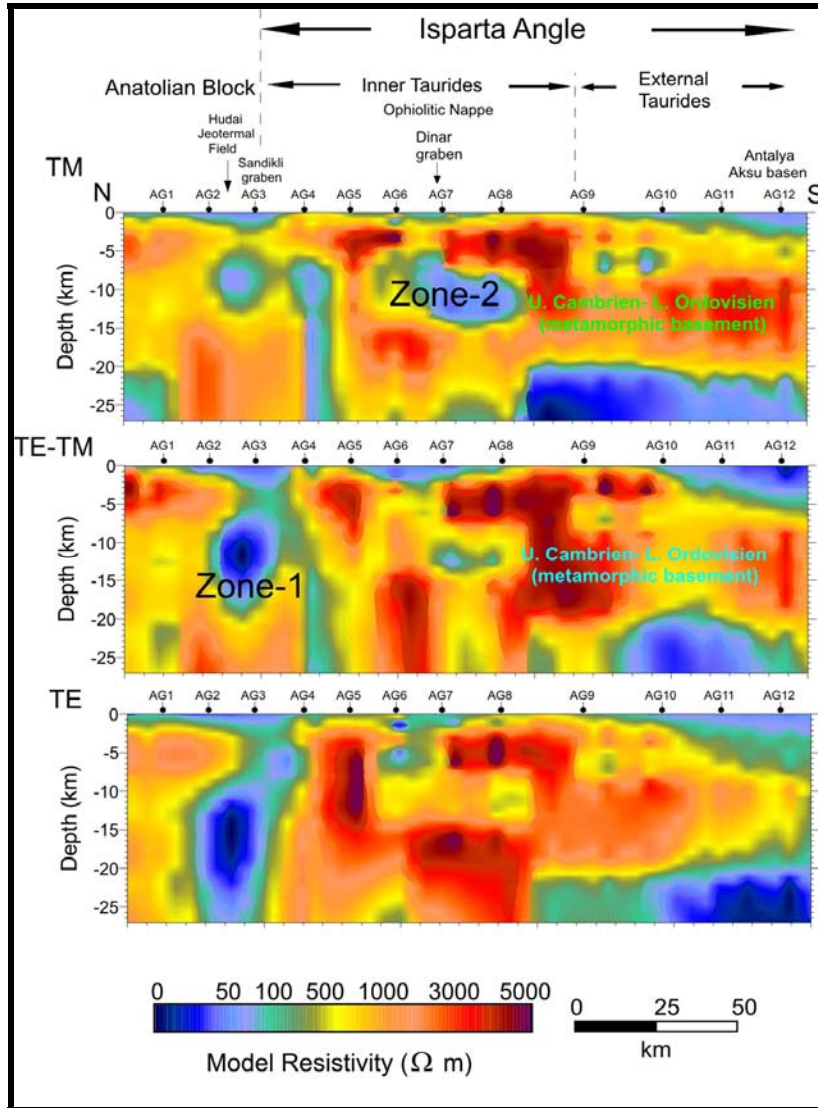 Isparta Angle
Anatolian Block
Inner Taurides
External
Taurides
Ophiolitic Nappe
Hudai
Jeotermal
Field
Sandikli
graben
Dinar
graben
Antalya
Aksu basen
TM
N
S
AG1 AG2 AG3 AG4 AG5 AG6 AG7 AG8 AG9 AG10 AG11 AG12
0
-5
-10
-15
-20
-25
Depth (km)
Zone-2
U. Cambrien- L. Ordovisien
(metamorphic basement)
TE-TM
AG1 AG2 AG3 AG4 AG5 AG6 AG7 AG8 AG9 AG10 AG11 AG12
0
-5
-10
-15
-20
-25
Depth (km)
Zone-1
U. Cambrien- L. Ordovisien
(metamorphic basement)
TE
AG1 AG2 AG3 AG4 AG5 AG6 AG7 AG8 AG9 AG10 AG11 AG12
0
-5
-10
-15
-20
-25
Depth (km)
0 50 100 500 1000 3000 5000
Model Resistivity (Ω m)
0 25 50
km